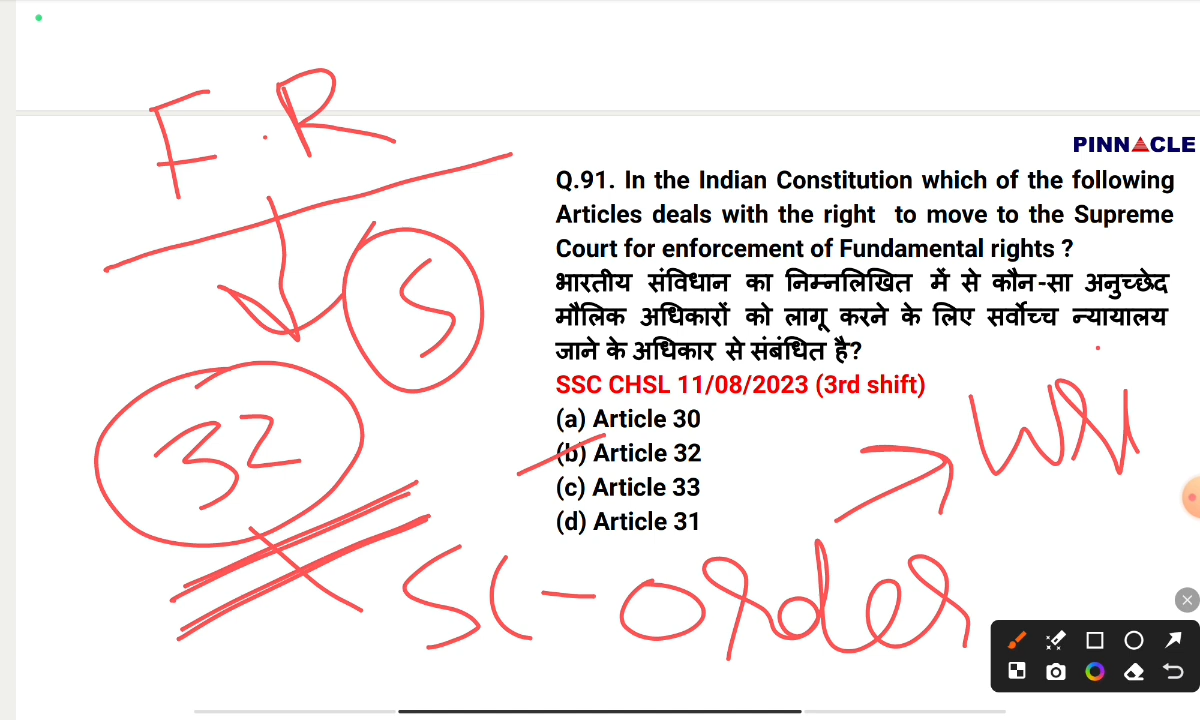 F.R
PINNACLE
Q.91. In the Indian Constitution which of the following
Articles deals with the right to move to the Supreme
Court for enforcement of Fundamental rights ?
भारतीय संविधान का निम्नलिखित में से कौन-सा अनुच्छेद
मौलिक अधिकारों को लागू करने के लिए सर्वोच्च न्यायालय
जाने के अधिकार से संबंधित है?
SSC CHSL 11/08/2023 (3rd shift)
(a) Article 30
(b) Article 32
(c) Article 33
(d) Article 31
S
32
SC-order